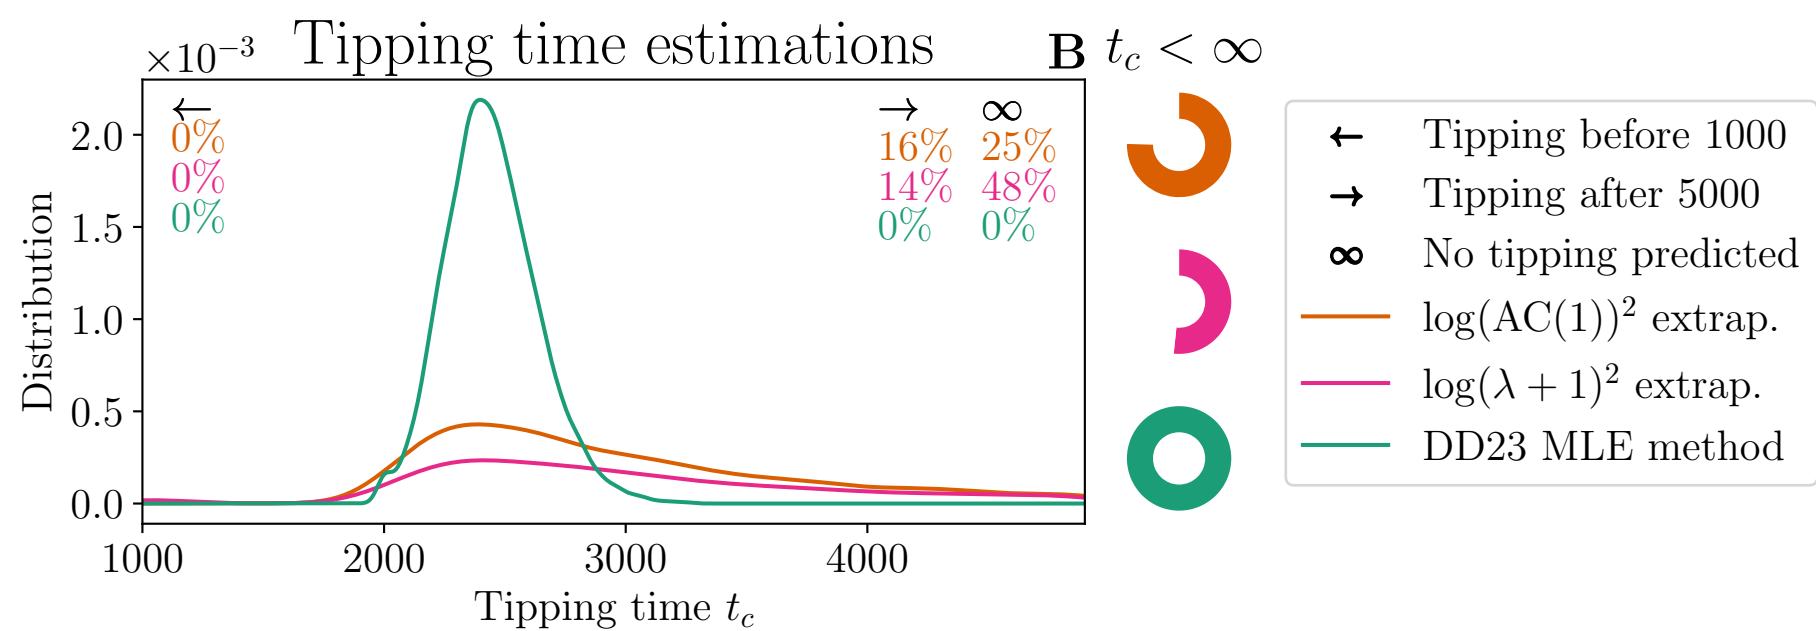 ×10⁻³ Tipping time estimations B t_c < ∞
← → ∞
0% 16% 25%
0% 14% 48%
0% 0% 0%
Distribution
2.0
1.5
1.0
0.5
0.0
1000 2000 3000 4000
Tipping time t_c
← Tipping before 1000
→ Tipping after 5000
∞ No tipping predicted
log(AC(1))² extrap.
log(λ + 1)² extrap.
DD23 MLE method